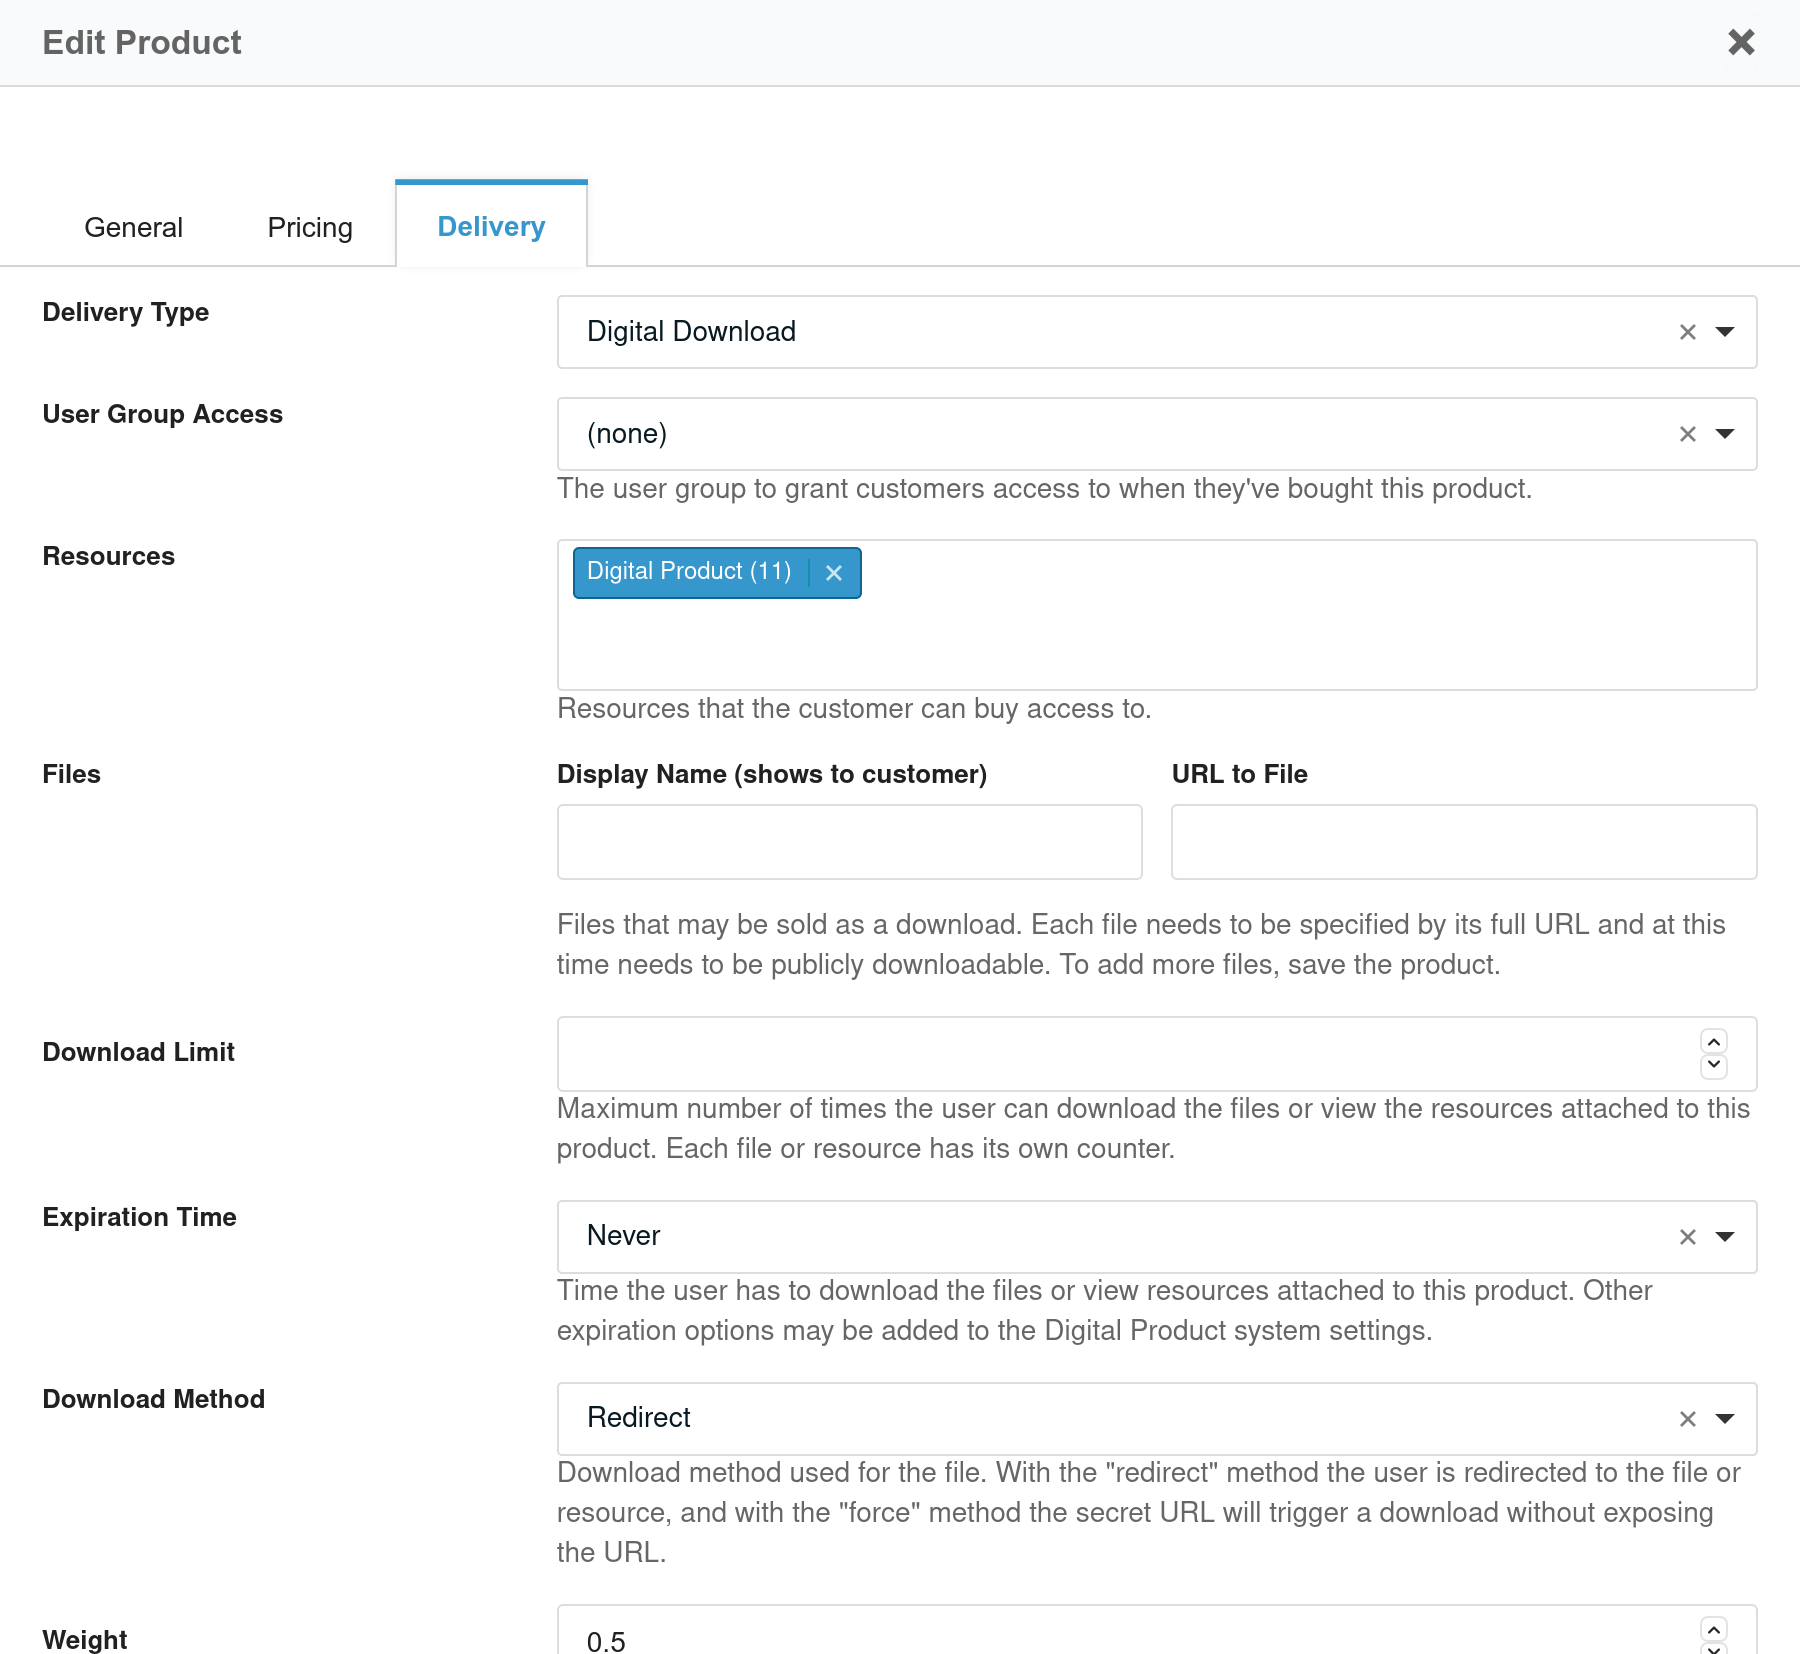 Edit Product
General
Pricing
Delivery
Delivery Type
Digital Download
User Group Access
(none)
The user group to grant customers access to when they've bought this product.
Resources
Digital Product (11)
Resources that the customer can buy access to.
Files
Display Name (shows to customer)
URL to File
Files that may be sold as a download. Each file needs to be specified by its full URL and at this
time needs to be publicly downloadable. To add more files, save the product.
Download Limit
Maximum number of times the user can download the files or view the resources attached to this
product. Each file or resource has its own counter.
Expiration Time
Never
Time the user has to download the files or view resources attached to this product. Other
expiration options may be added to the Digital Product system settings.
Download Method
Redirect
Download method used for the file. With the "redirect" method the user is redirected to the file or
resource, and with the "force" method the secret URL will trigger a download without exposing
the URL.
Weight
0.5